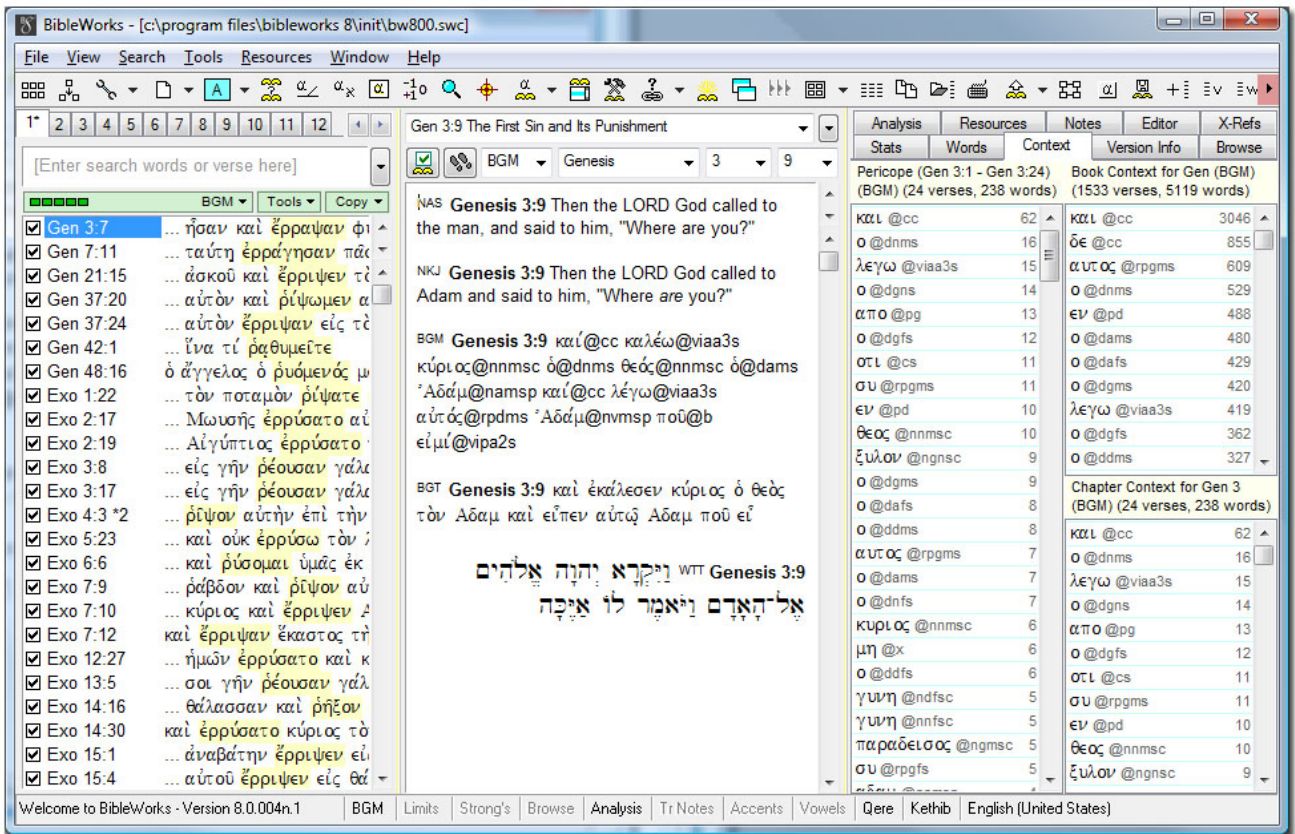 BibleWorks - [c:\program files\bibleworks 8\init\bw800.swc]
File View Search Tools Resources Window Help
1* 2 3 4 5 6 7 8 9 10 11 12
[Enter search words or verse here]
BGM Tools Copy
Gen 3:7 ... ἦσαν καὶ ἔρραψαν φύ
Gen 7:11 ... ταύτη ἐρράγησαν πᾶσ
Gen 21:15 ... ἀσκοῦ καὶ ἔρριψεν τὸ
Gen 37:20 ... αὐτὸν καὶ ῥίψωμεν α
Gen 37:24 ... αὐτὸν ἔρριψαν εἰς τὸ
Gen 42:1 ... ἵνα τί ῥᾳθυμεῖτε
Gen 48:16 ὁ ἄγγελος ὁ ῥυόμενός μ
Exo 1:22 ... τὸν ποταμὸν ῥίψατε
Exo 2:17 ... Μωυσῆς ἐρρύσατο αὐ
Exo 2:19 ... Αἰγύπτιος ἐρρύσατο
Exo 3:8 ... εἰς γῆν ῥέουσαν γάλα
Exo 3:17 ... εἰς γῆν ῥέουσαν γάλα
Exo 4:3 *2 ... ῥῖψον αὐτὴν ἐπὶ τὴν
Exo 5:23 ... καὶ οὐκ ἐρρύσω τὸν
Exo 6:6 ... καὶ ῥύσομαι ὑμᾶς ἐκ
Exo 7:9 ... ῥάβδον καὶ ῥῖψον αὐ
Exo 7:10 ... κύριος καὶ ἔρριψεν Α
Exo 7:12 καὶ ἔρριψαν ἕκαστος τὴ
Exo 12:27 ... ἡμῶν ἐρρύσατο καὶ κ
Exo 13:5 ... σοι γῆν ῥέουσαν γάλ
Exo 14:16 ... θάλασσαν καὶ ῥῆξον
Exo 14:30 καὶ ἐρρύσατο κύριος τὸ
Exo 15:1 ... ἀναβάτην ἔρριψεν εἰ
Exo 15:4 ... αὐτοῦ ἔρριψεν εἰς θά
Gen 3:9 The First Sin and Its Punishment
BGM Genesis 3 9
NAS Genesis 3:9 Then the LORD God called to
the man, and said to him, "Where are you?"
NKJ Genesis 3:9 Then the LORD God called to
Adam and said to him, "Where are you?"
BGM Genesis 3:9 καί@cc καλέω@viaa3s
κύριος@nnmsc ὁ@dnms θεός@nnmsc ὁ@dams
Ἀδάμ@namsp καί@cc λέγω@viaa3s
αὐτός@rpdms Ἀδάμ@nvmsp ποῦ@b
εἰμί@vipa2s
BGT Genesis 3:9 καὶ ἐκάλεσεν κύριος ὁ θεὸς
τὸν Αδαμ καὶ εἶπεν αὐτῷ Αδαμ ποῦ εἶ
WTT Genesis 3:9 וַיִּקְרָא יְהוָה אֱלֹהִים
אֶל־הָאָדָם וַיֹּאמֶר לוֹ אַיֶּכָּה
Analysis Resources Notes Editor X-Refs
Stats Words Context Version Info Browse
Pericope (Gen 3:1 - Gen 3:24)
(BGM) (24 verses, 238 words)
και @cc 62
ο @dnms 16
λεγω @viaa3s 15
ο @dgns 14
απο @pg 13
ο @dgfs 12
οτι @cs 11
συ @rpgms 11
εν @pd 10
θεος @nnmsc 10
ξυλον @ngnsc 9
ο @dgms 9
ο @dafs 8
ο @ddms 8
αυτος @rpgms 7
ο @dams 7
ο @dnfs 7
κυριος @nnmsc 6
μη @x 6
ο @ddfs 6
γυνη @ndfsc 5
γυνη @nnfsc 5
παραδεισος @ngmsc 5
συ @rpgfs 5
Book Context for Gen (BGM)
(1533 verses, 5119 words)
και @cc 3046
δε @cc 855
αυτος @rpgms 609
ο @dnms 529
εν @pd 488
ο @dams 480
ο @dafs 429
ο @dgms 420
λεγω @viaa3s 419
ο @dgfs 362
ο @ddms 327
Chapter Context for Gen 3
(BGM) (24 verses, 238 words)
και @cc 62
ο @dnms 16
λεγω @viaa3s 15
ο @dgns 14
απο @pg 13
ο @dgfs 12
οτι @cs 11
συ @rpgms 11
εν @pd 10
θεος @nnmsc 10
ξυλον @ngnsc 9
Welcome to BibleWorks - Version 8.0.004n.1 BGM Limits Strong's Browse Analysis Tr Notes Accents Vowels Qere Kethib English (United States)